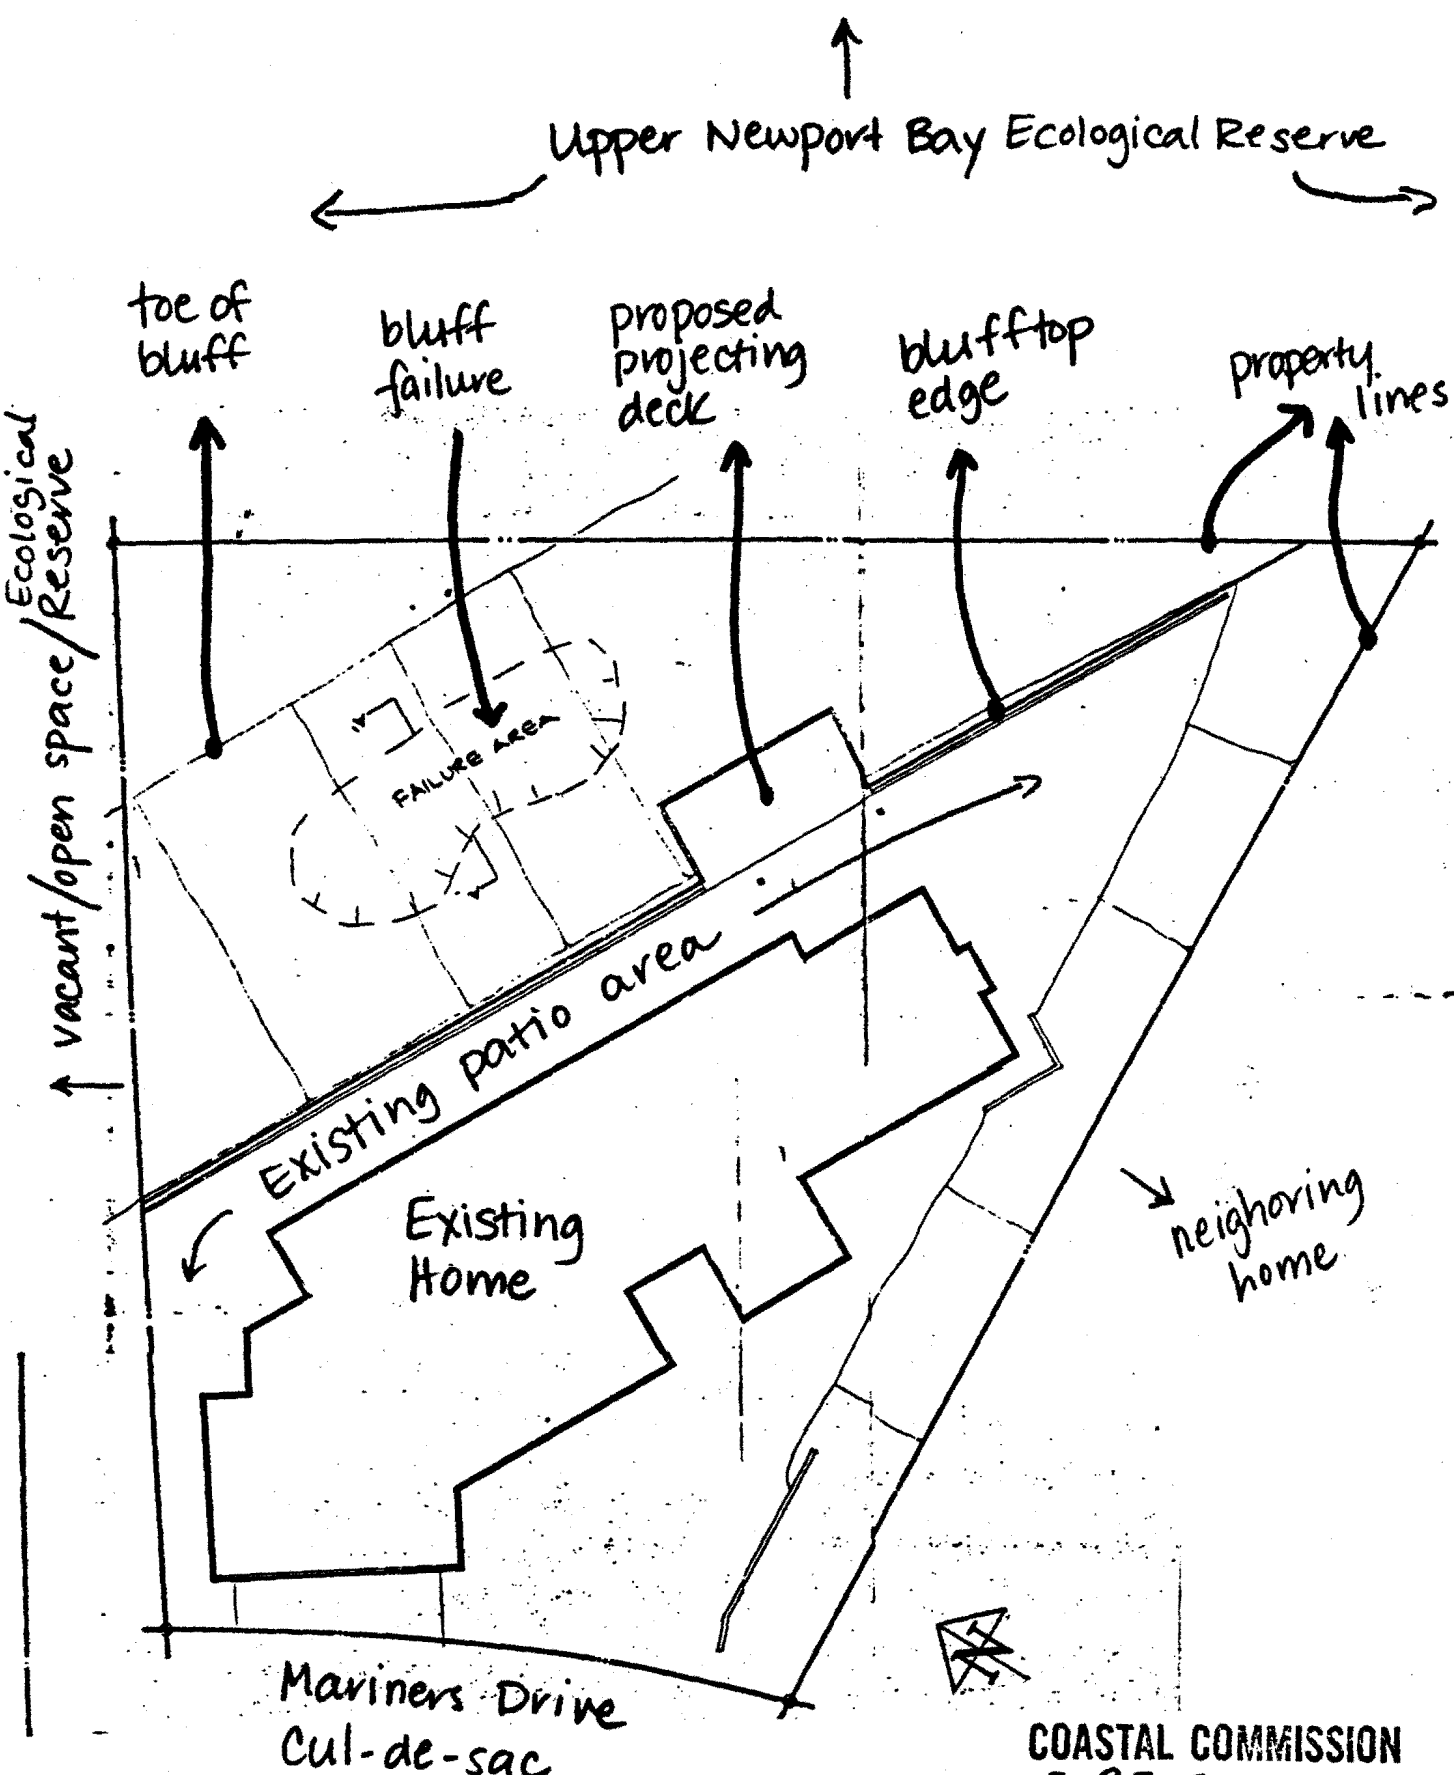 Upper Newport Bay Ecological Reserve
toe of
bluff
bluff
failure
proposed
projecting
deck
blufftop
edge
property
lines
Ecological
vacant/open space/Reserve
FAILURE AREA
Existing patio area
Existing
Home
neighoring
home
Mariners Drive
Cul-de-sac
COASTAL COMMISSION